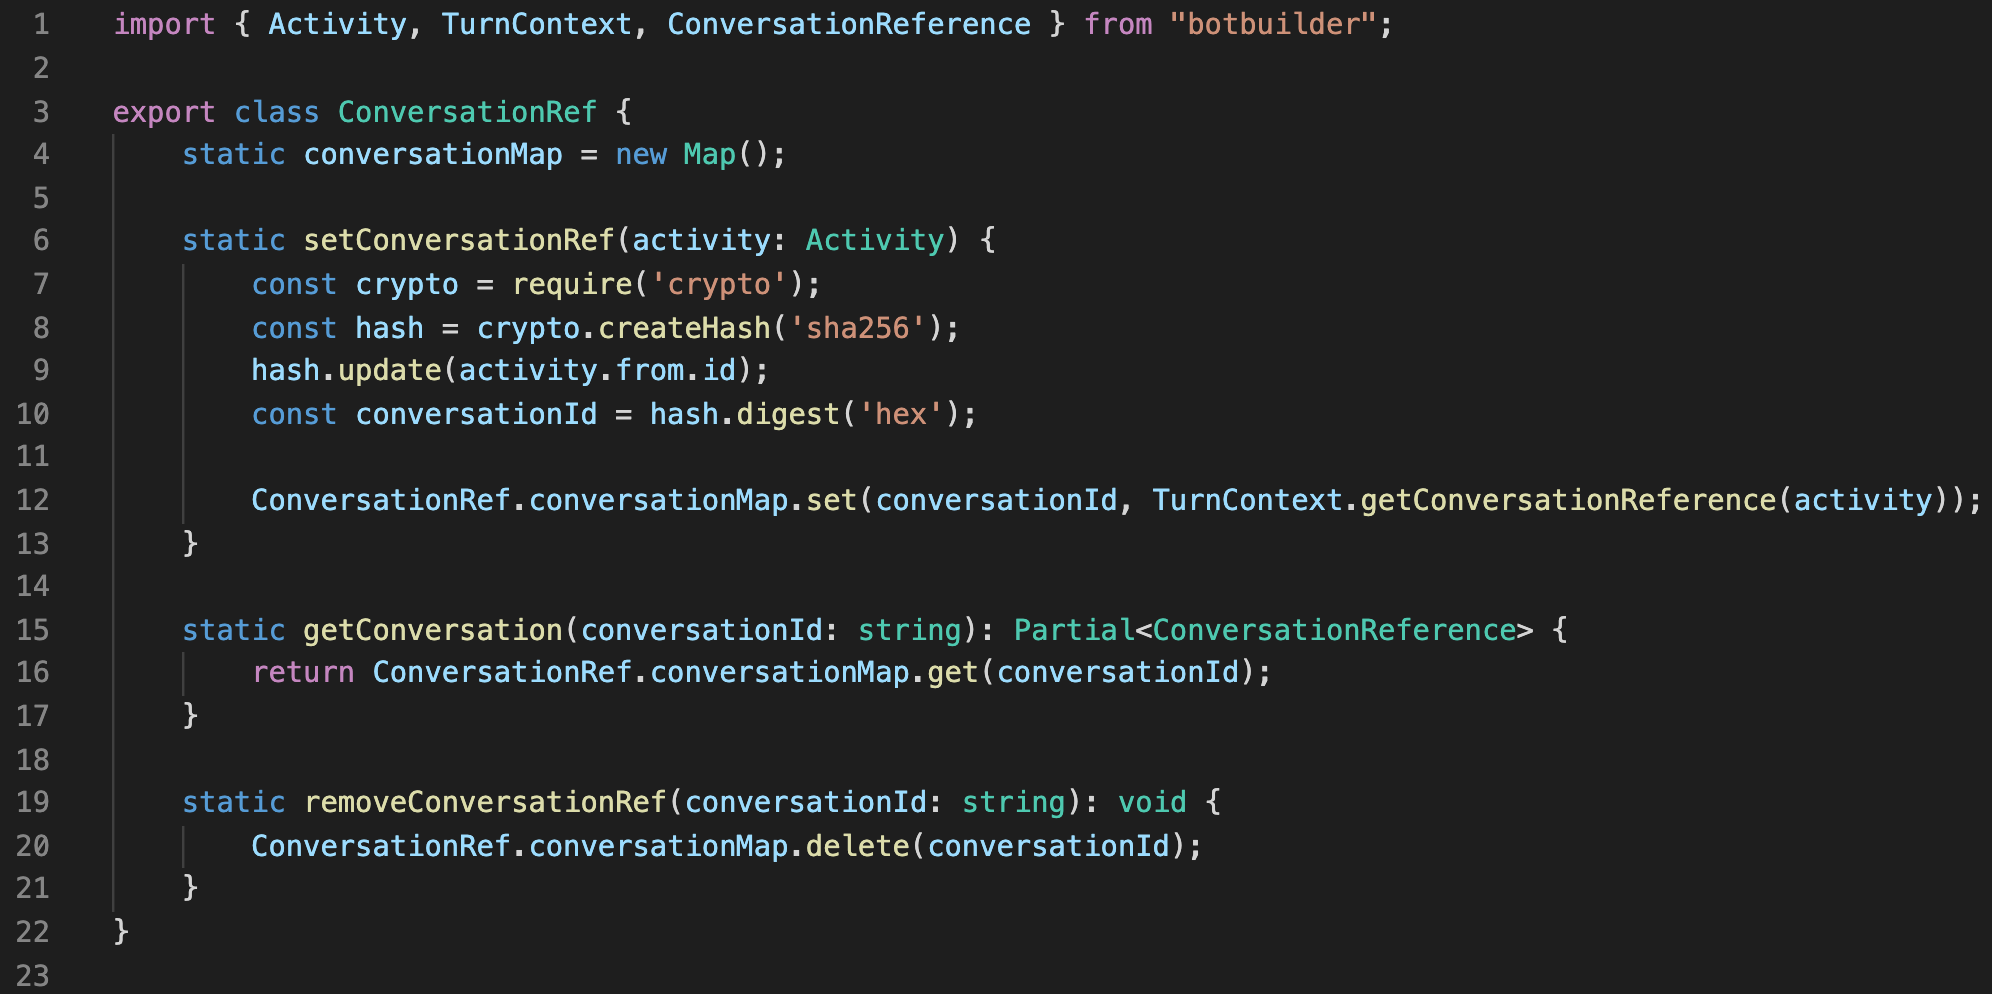 1 import { Activity, TurnContext, ConversationReference } from "botbuilder";
2
3 export class ConversationRef {
4 static conversationMap = new Map();
5
6 static setConversationRef(activity: Activity) {
7 const crypto = require('crypto');
8 const hash = crypto.createHash('sha256');
9 hash.update(activity.from.id);
10 const conversationId = hash.digest('hex');
11
12 ConversationRef.conversationMap.set(conversationId, TurnContext.getConversationReference(activity));
13 }
14
15 static getConversation(conversationId: string): Partial<ConversationReference> {
16 return ConversationRef.conversationMap.get(conversationId);
17 }
18
19 static removeConversationRef(conversationId: string): void {
20 ConversationRef.conversationMap.delete(conversationId);
21 }
22 }
23